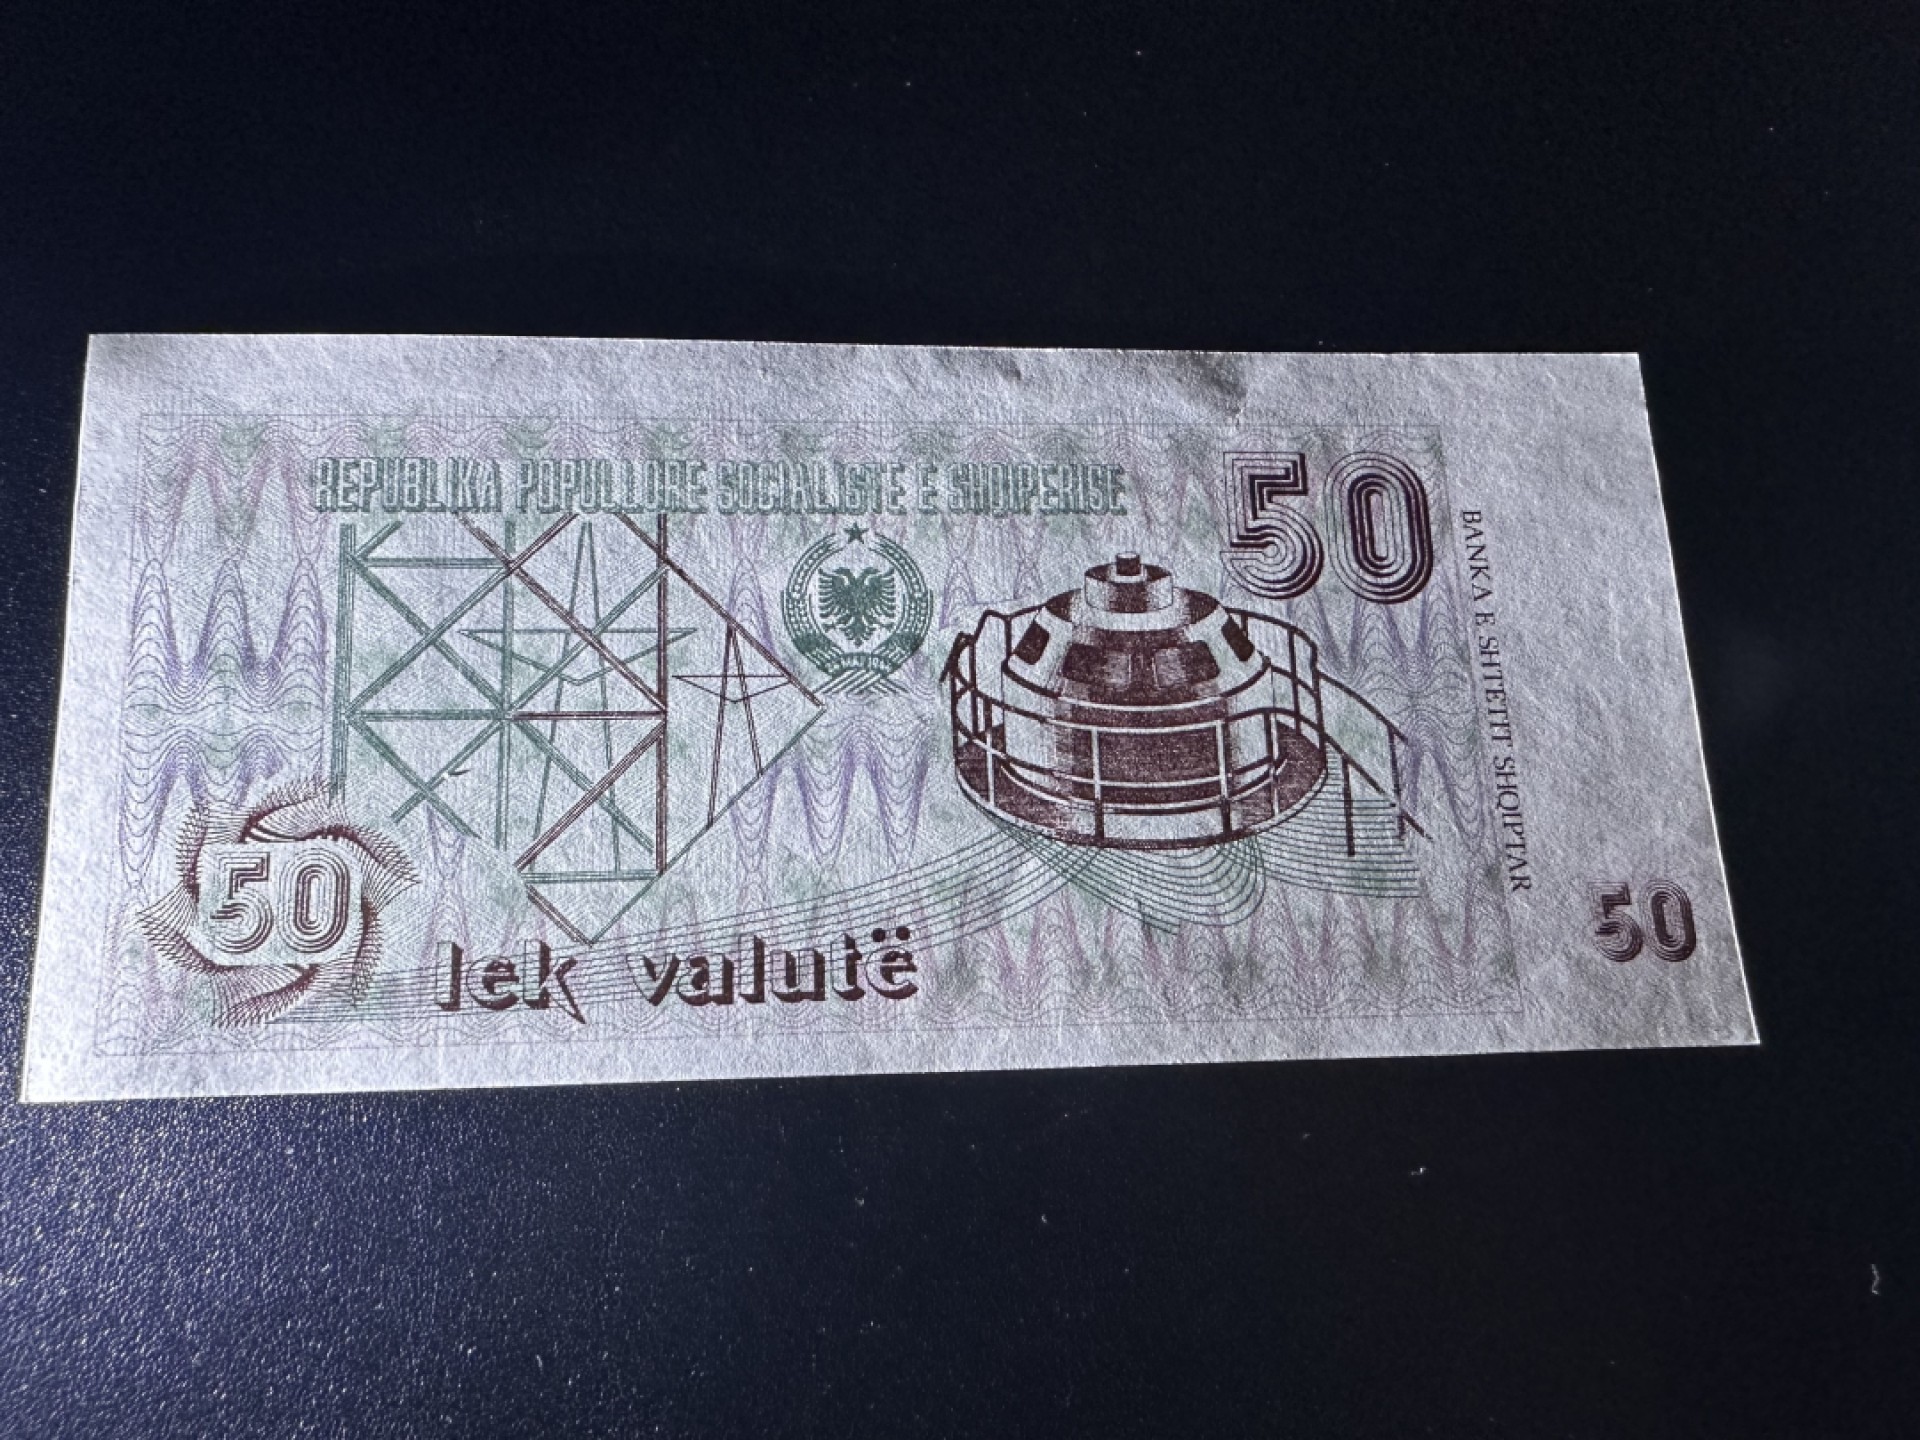 REPUBLIKA POPULLORE SOCIALISTE E SHQIPERISE
50
BANKA E SHTETIT SHQIPTAR
50
lek valutë
50